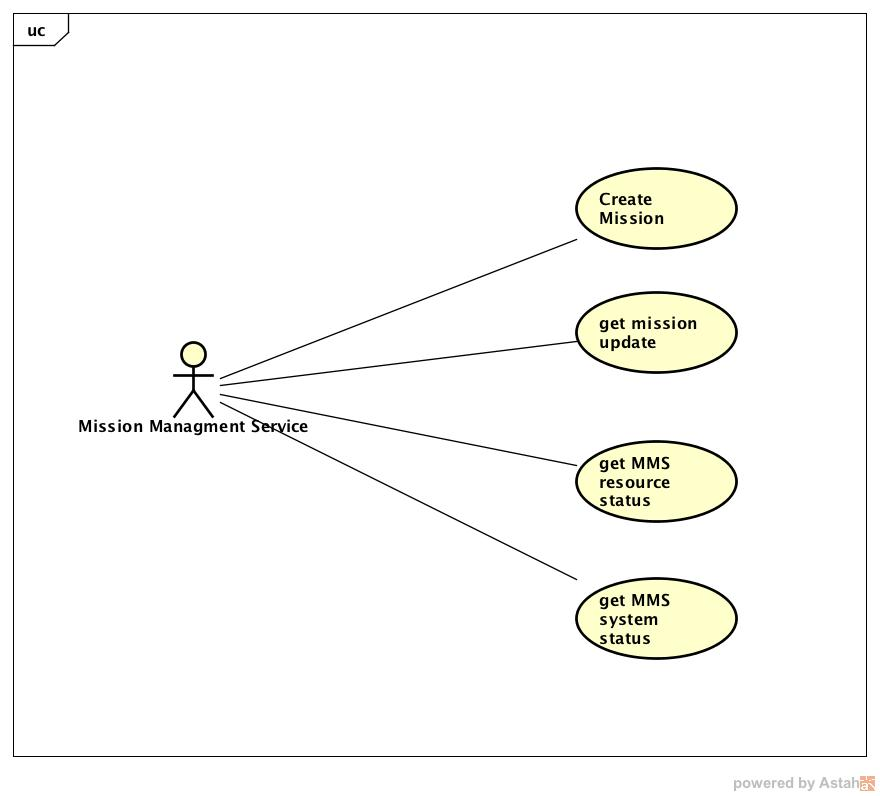 uc
Create
Mission
get mission
update
Mission Managment Service
get MMS
resource
status
get MMS
system
status
powered by Astah